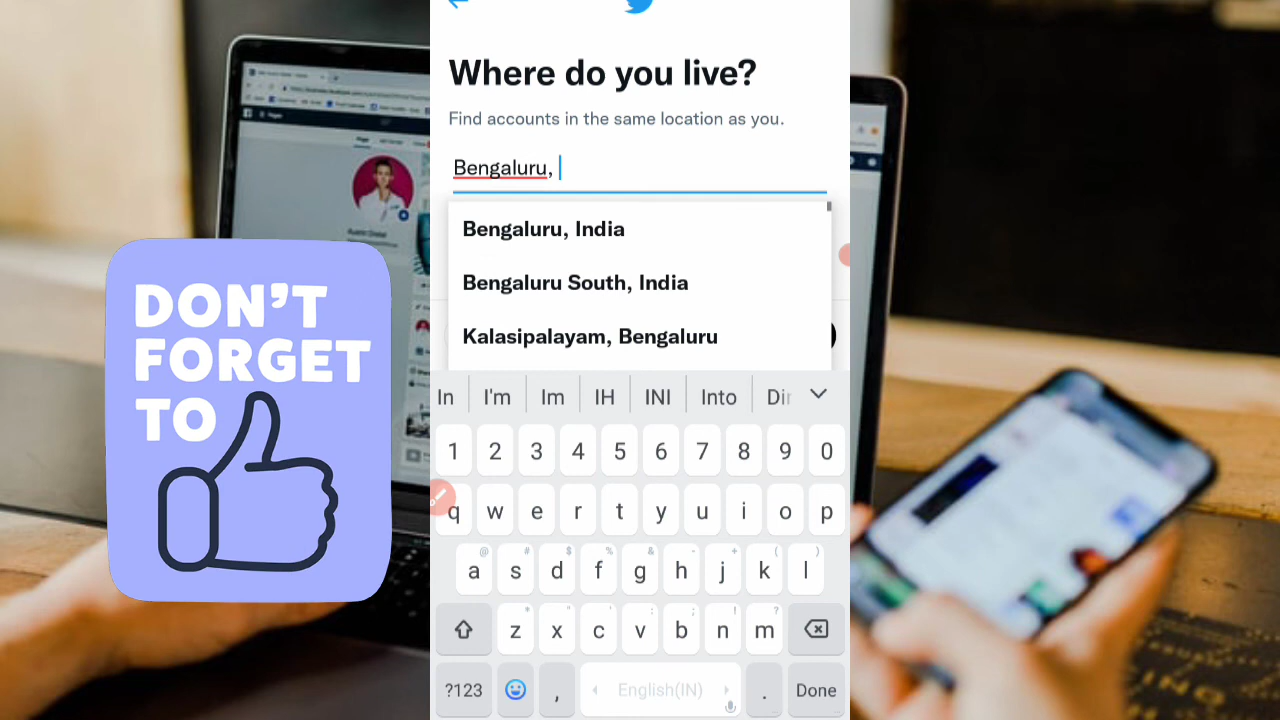 DON'T
FORGET
TO
Where do you live?
Find accounts in the same location as you.
Bengaluru,
Bengaluru, India
Bengaluru South, India
Kalasipalayam, Bengaluru
In I'm Im IH INI Into
1 2 3 4 5 6 7 8 9 0
q w e r t y u i o p
@ # $ % & - + ( )
a s d f g h j k l
* " ' : ; ! ?
z x c v b n m
?123 , English(IN) . Done